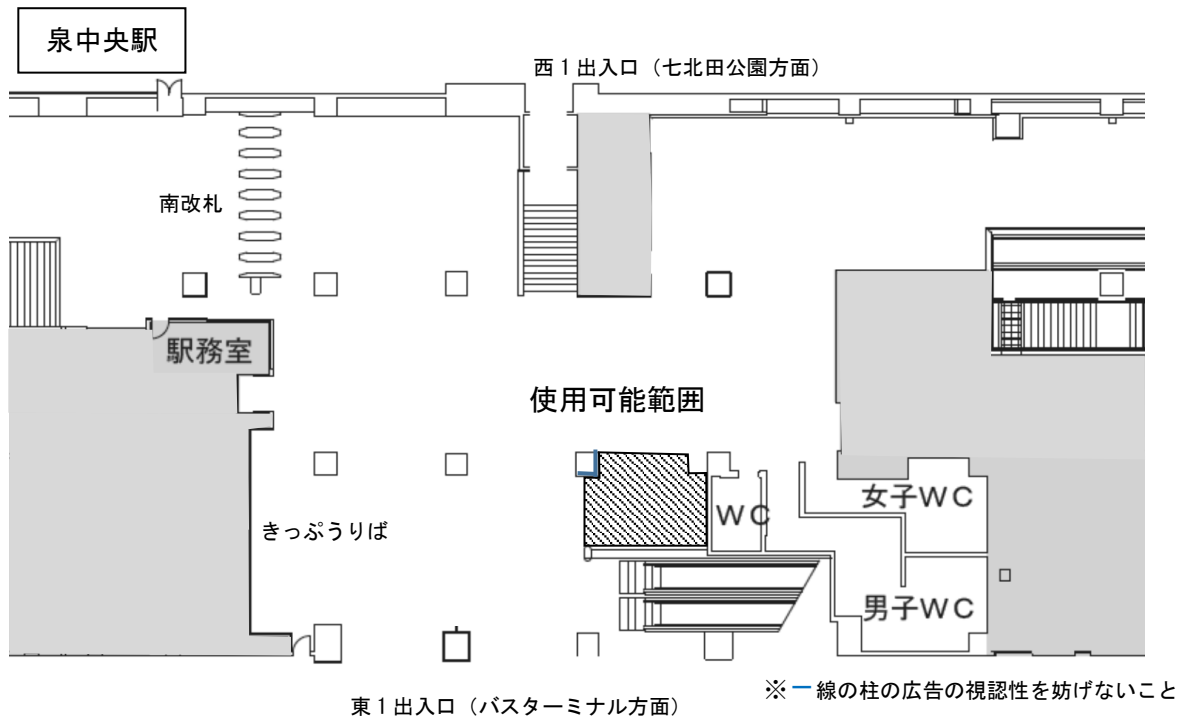 泉中央駅
西1出入口（七北田公園方面）
南改札
駅務室
使用可能範囲
WC
女子WC
きっぷうりば
男子WC
※ー線の柱の広告の視認性を妨げないこと
東1出入口（バスターミナル方面）